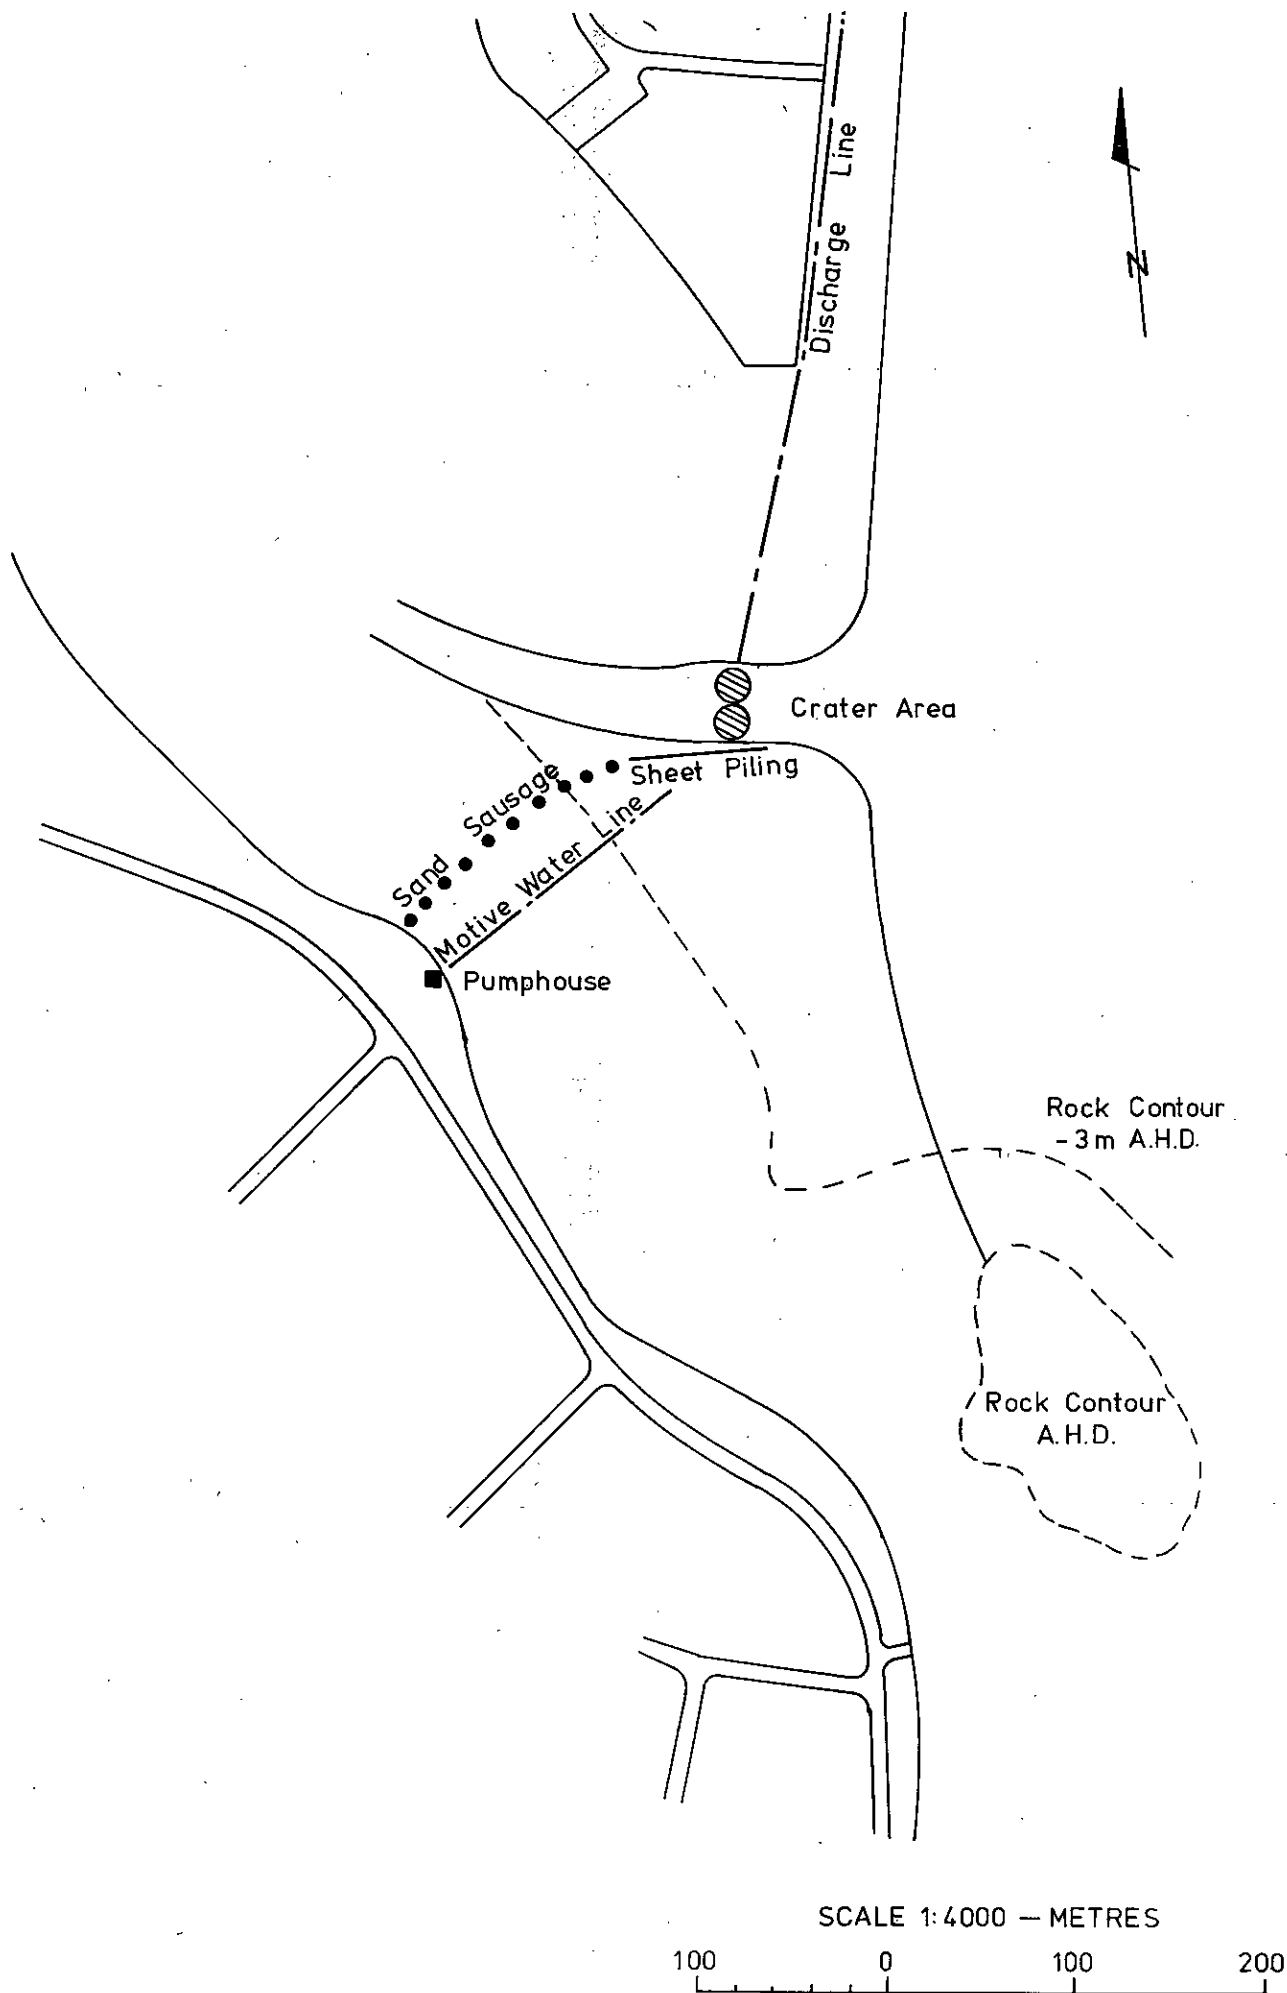 Discharge Line
N
Crater Area
Sheet Piling
Sand Sausage
Motive Water Line
Pumphouse
Rock Contour
-3m A.H.D.
Rock Contour
A.H.D.
SCALE 1:4000 — METRES
100 0 100 200